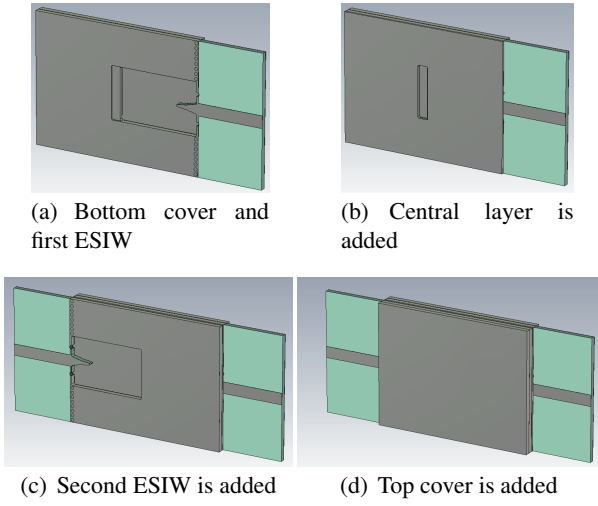 (a) Bottom cover and
first ESIW
(b) Central layer is
added
(c) Second ESIW is added
(d) Top cover is added